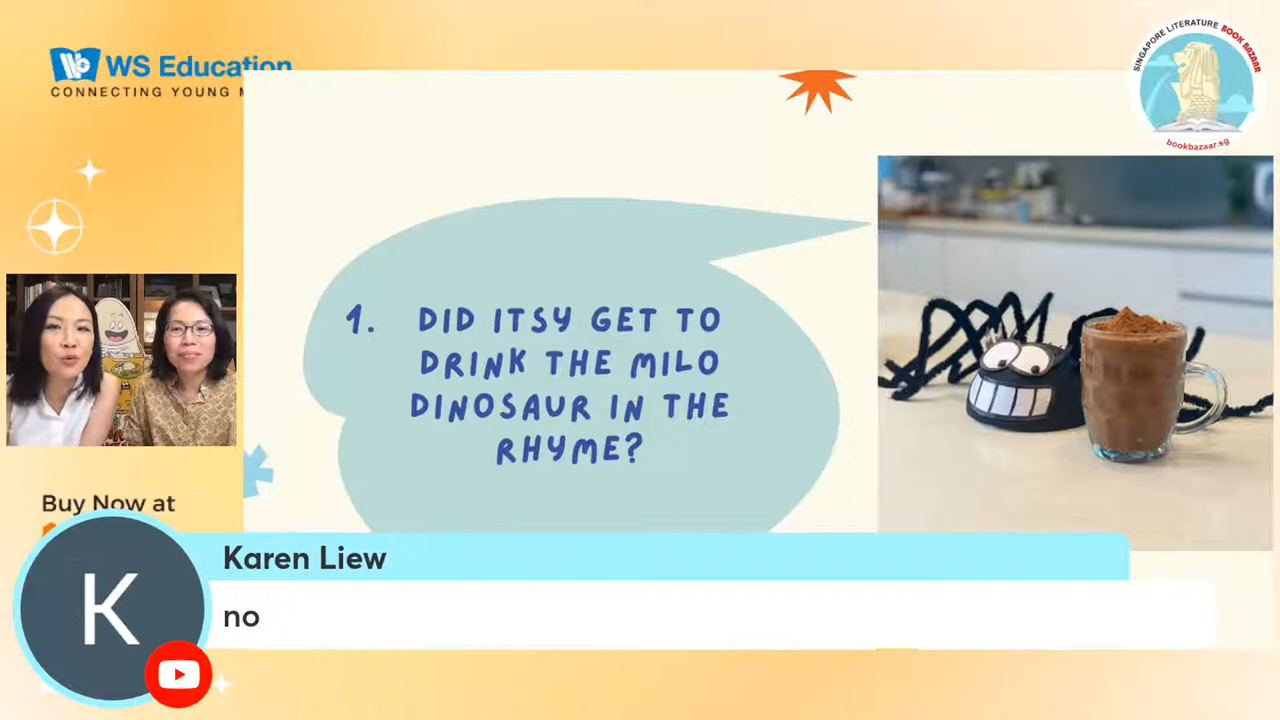 WS Education
CONNECTING YOUNG
SINGAPORE LITERATURE BOOK BAZAAR
bookbazaar.sg
1. DID ITSY GET TO
DRINK THE MILO
DINOSAUR IN THE
RHYME?
Buy Now at
Karen Liew
K
no